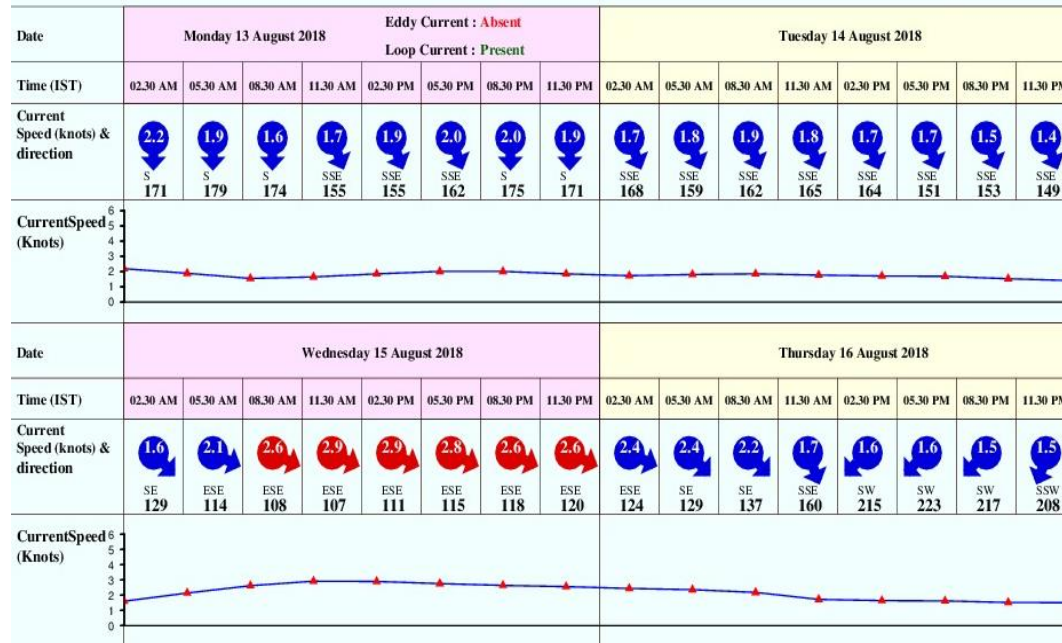 Date Monday 13 August 2018 Eddy Current : Absent Tuesday 14 August 2018
Loop Current : Present
Time (IST) 02.30 AM 05.30 AM 08.30 AM 11.30 AM 02.30 PM 05.30 PM 08.30 PM 11.30 PM 02.30 AM 05.30 AM 08.30 AM 11.30 AM 02.30 PM 05.30 PM 08.30 PM 11.30 PM
Current
Speed (knots) &
direction
2.2 1.9 1.6 1.7 1.9 2.0 2.0 1.9 1.7 1.8 1.9 1.8 1.7 1.7 1.5 1.4
S S S SSE SSE SSE S S SSE SSE SSE SSE SSE SSE SSE SSE
171 179 174 155 155 162 175 171 168 159 162 165 164 151 153 149
CurrentSpeed
(Knots)
6
5
4
3
2
1
0
Date Wednesday 15 August 2018 Thursday 16 August 2018
Time (IST) 02.30 AM 05.30 AM 08.30 AM 11.30 AM 02.30 PM 05.30 PM 08.30 PM 11.30 PM 02.30 AM 05.30 AM 08.30 AM 11.30 AM 02.30 PM 05.30 PM 08.30 PM 11.30 PM
Current
Speed (knots) &
direction
1.6 2.1 2.6 2.9 2.9 2.8 2.6 2.6 2.4 2.4 2.2 1.7 1.6 1.6 1.5 1.5
SE ESE ESE ESE ESE ESE ESE ESE ESE SE SE SSE SW SW SW SSW
129 114 108 107 111 115 118 120 124 129 137 160 215 223 217 208
CurrentSpeed
(Knots)
6
5
4
3
2
1
0